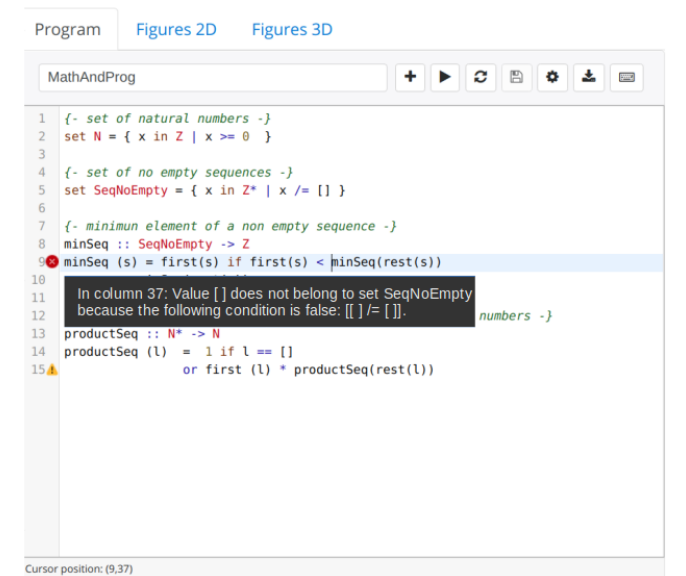 Program Figures 2D Figures 3D
MathAndProg
1 {- set of natural numbers -}
2 set N = { x in Z | x >= 0 }
3
4 {- set of no empty sequences -}
5 set SeqNoEmpty = { x in Z* | x /= [] }
6
7 {- minimun element of a non empty sequence -}
8 minSeq :: SeqNoEmpty -> Z
9 minSeq (s) = first(s) if first(s) < minSeq(rest(s))
10
11 In column 37: Value [ ] does not belong to set SeqNoEmpty
12 because the following condition is false: [[ ] /= [ ]]. numbers -}
13 productSeq :: N* -> N
14 productSeq (l) = 1 if l == []
15 or first (l) * productSeq(rest(l))
Cursor position: (9,37)